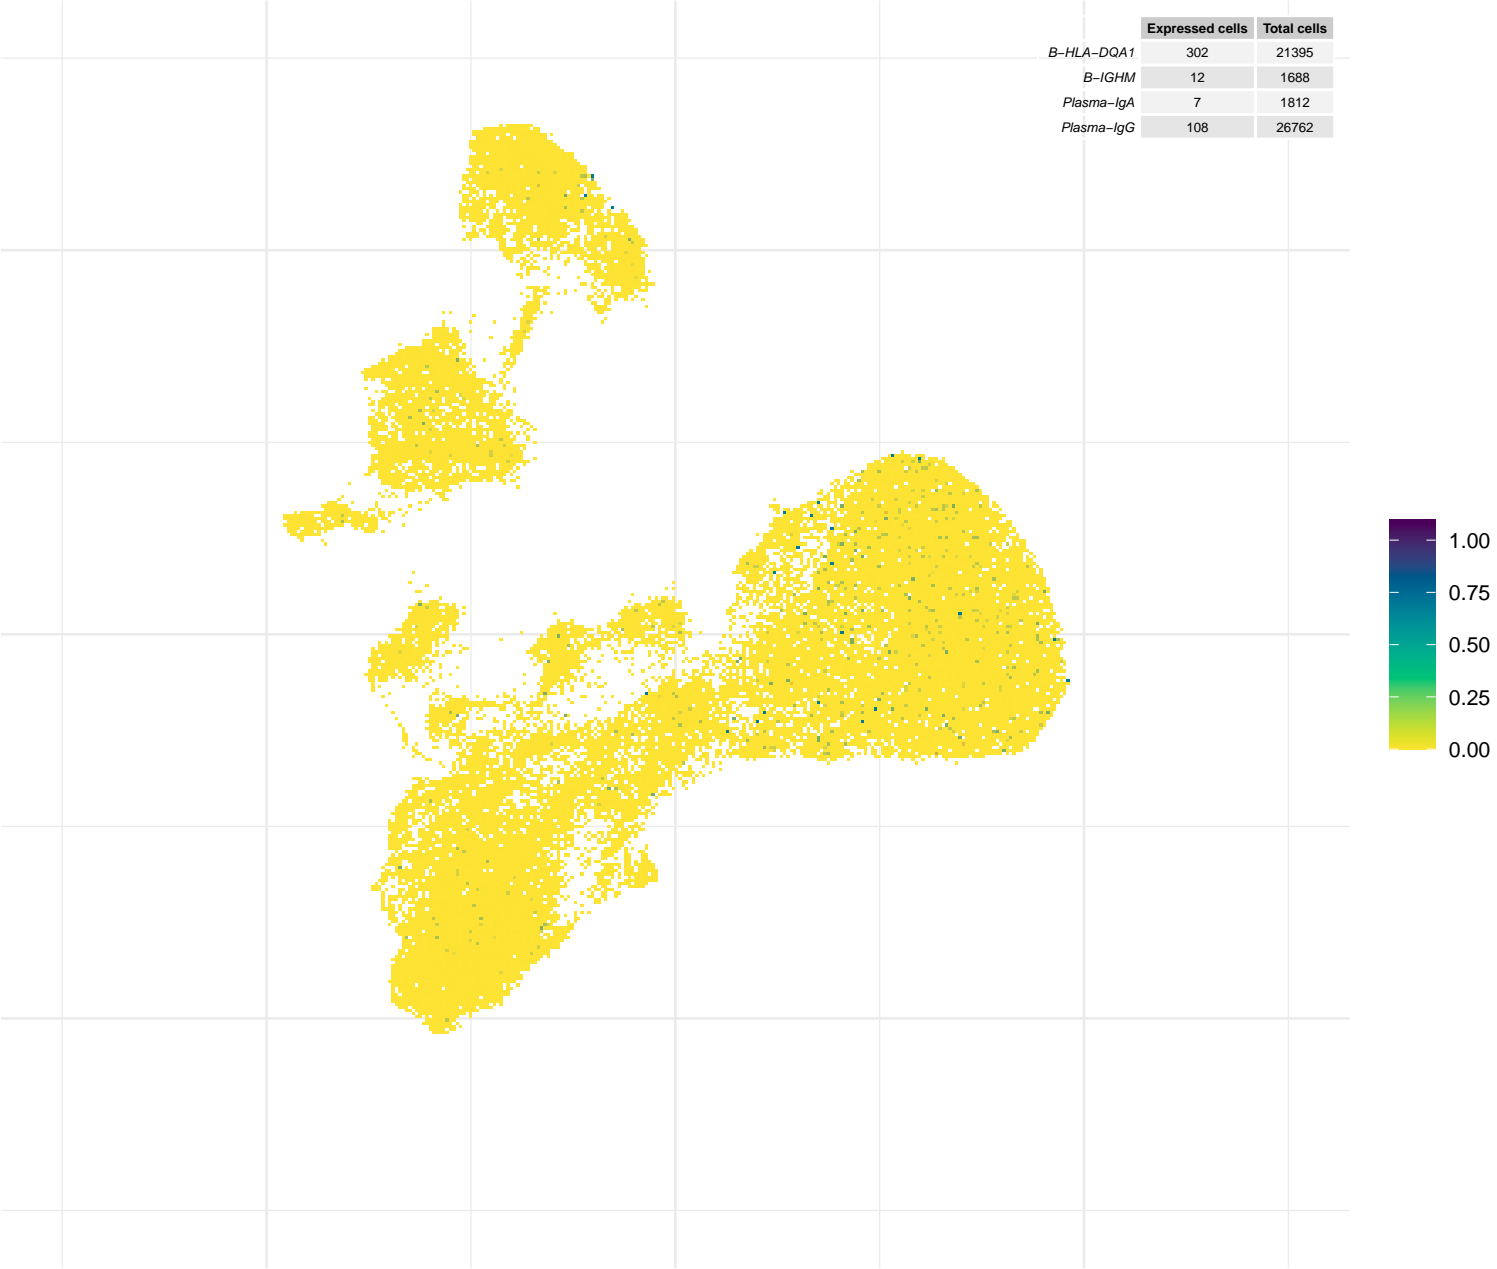 Expressed cells Total cells
B−HLA−DQA1 302 21395
B−IGHM 12 1688
Plasma−IgA 7 1812
Plasma−IgG 108 26762
1.00
0.75
0.50
0.25
0.00